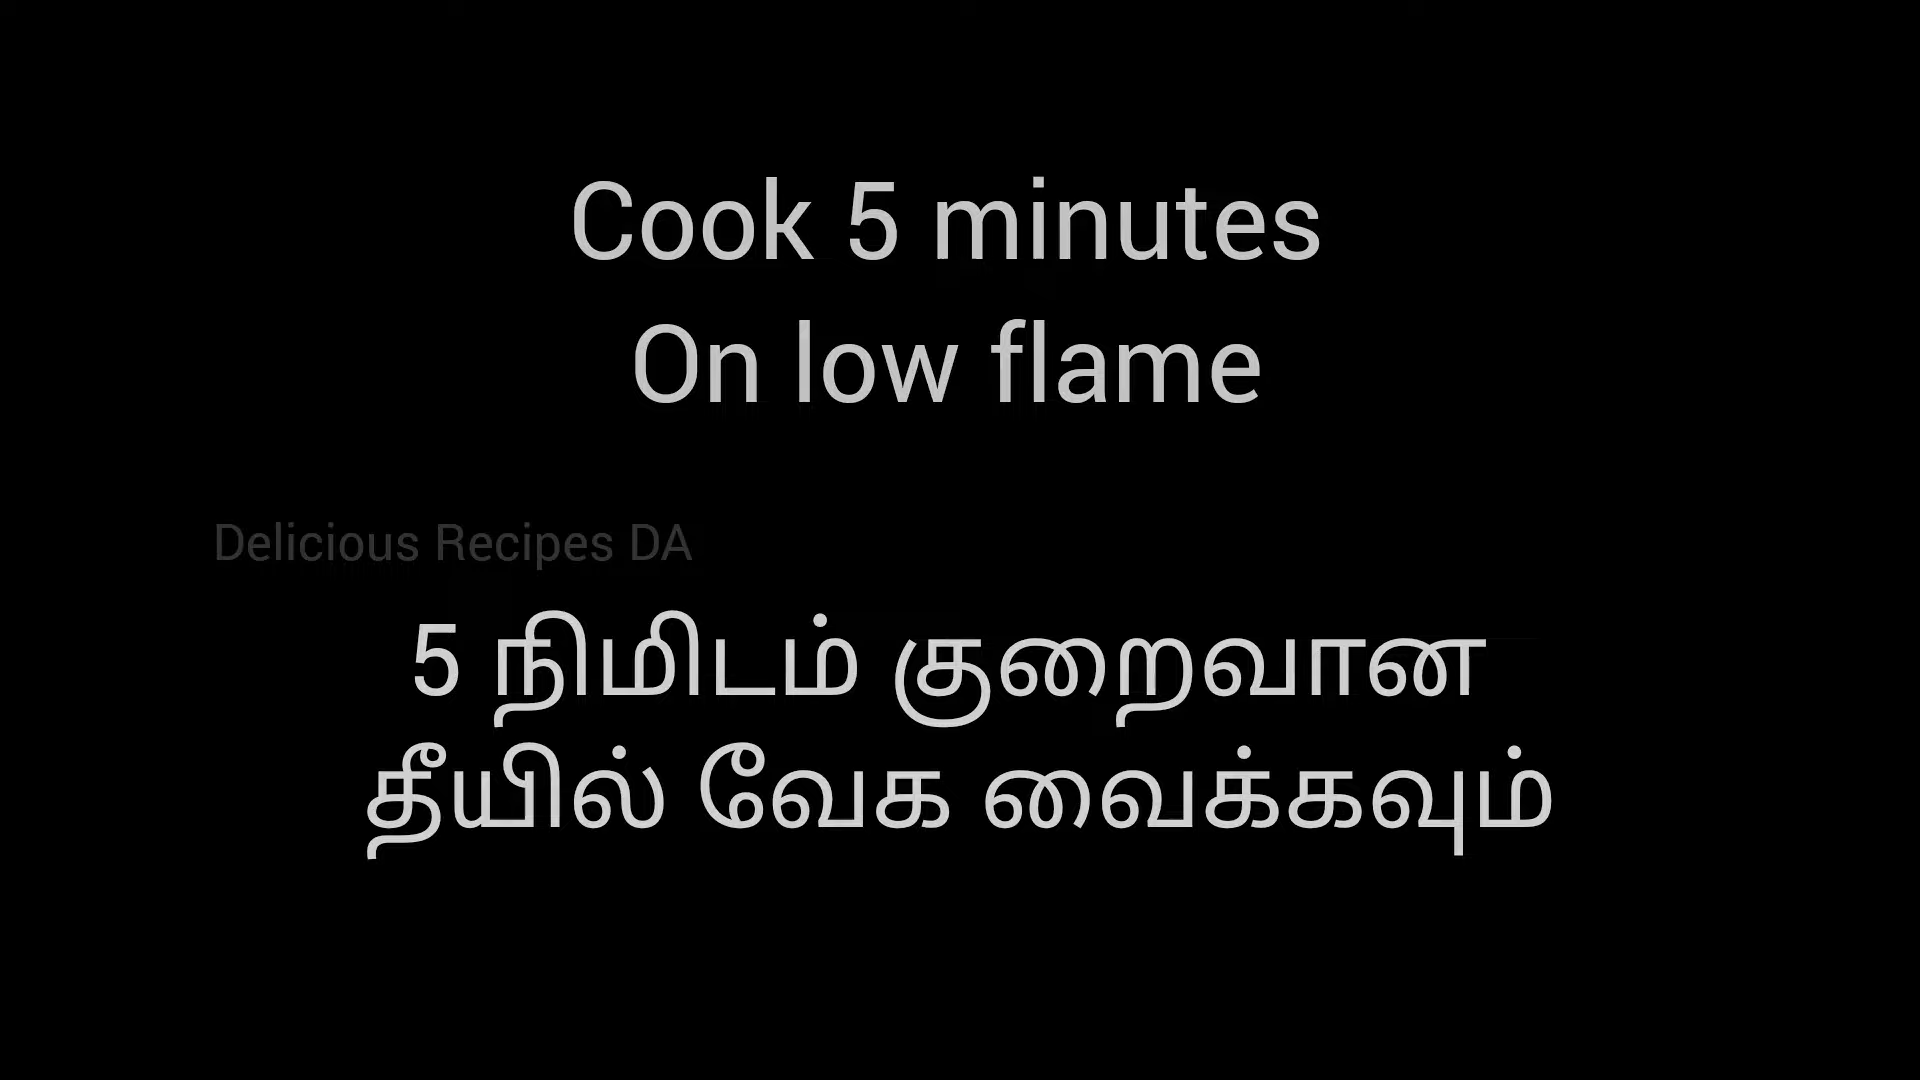 Cook 5 minutes
On low flame
Delicious Recipes DA
5 நிமிடம் குறைவான
தீயில் வேக வைக்கவும்